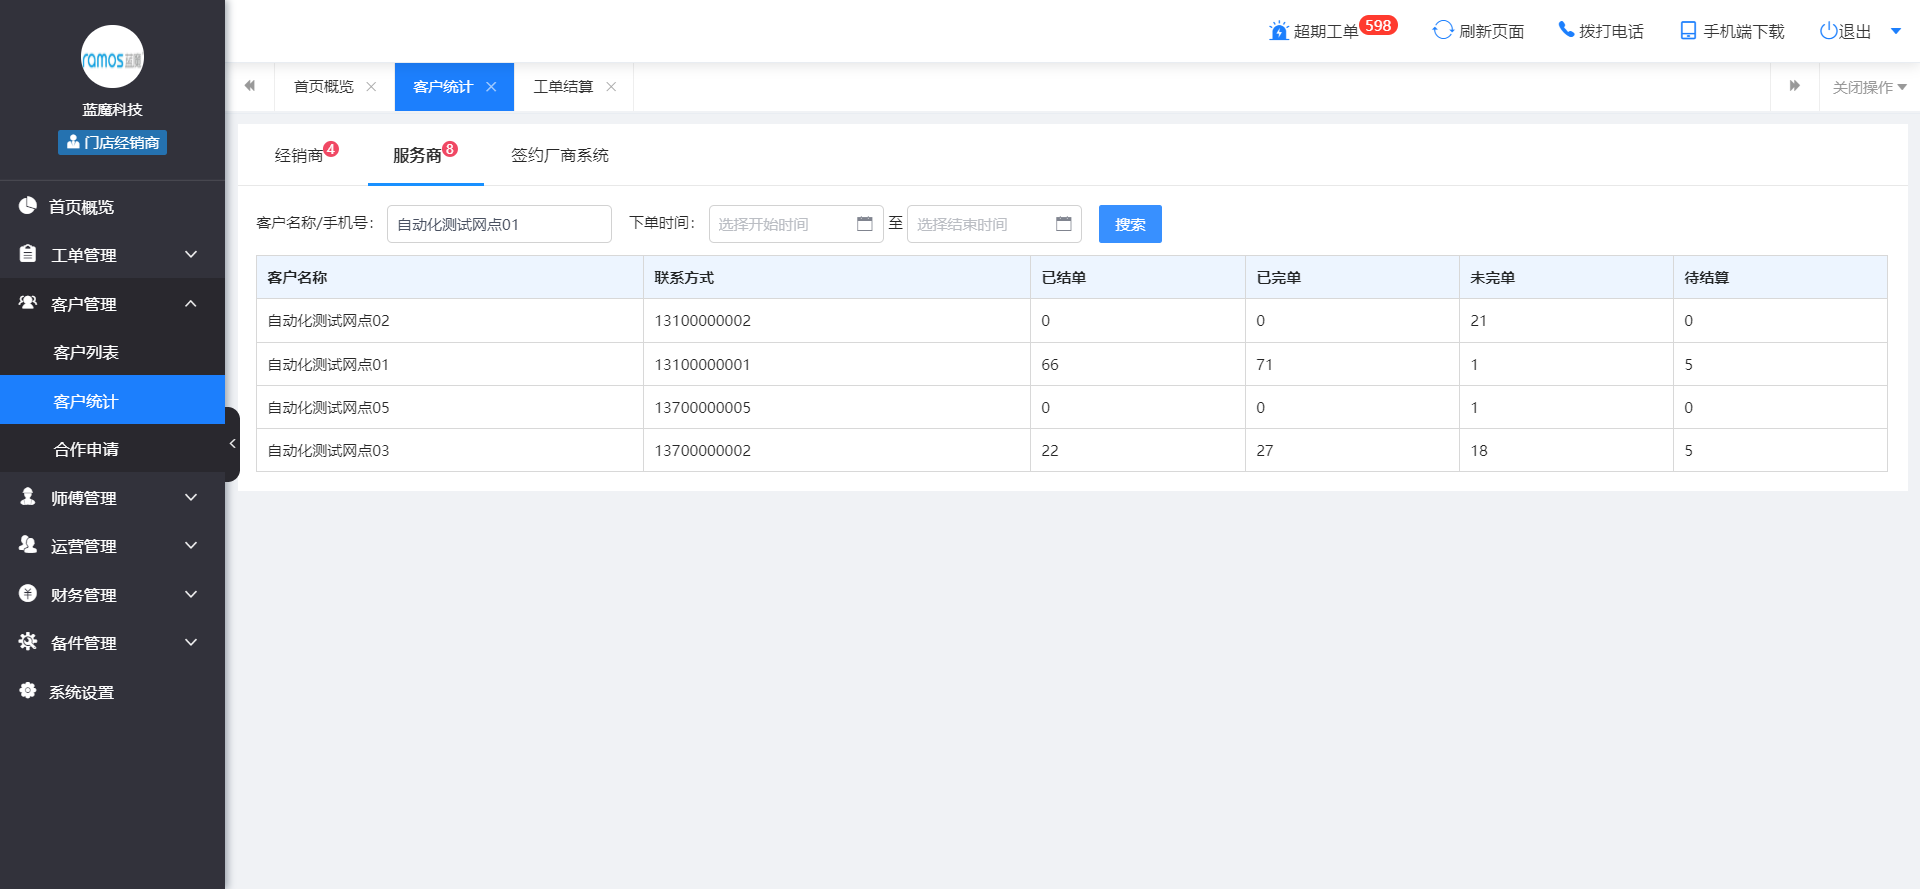 超期工单 598 刷新页面 拨打电话 手机端下载 退出
ramos蓝魔
蓝魔科技
门店经销商
首页概览
工单管理
客户管理
客户列表
客户统计
合作申请
师傅管理
运营管理
财务管理
备件管理
系统设置
首页概览 客户统计 工单结算 关闭操作
经销商 4 服务商 8 签约厂商系统
客户名称/手机号： 自动化测试网点01 下单时间： 选择开始时间 至 选择结束时间 搜索
客户名称 联系方式 已结单 已完单 未完单 待结算
自动化测试网点02 13100000002 0 0 21 0
自动化测试网点01 13100000001 66 71 1 5
自动化测试网点05 13700000005 0 0 1 0
自动化测试网点03 13700000002 22 27 18 5